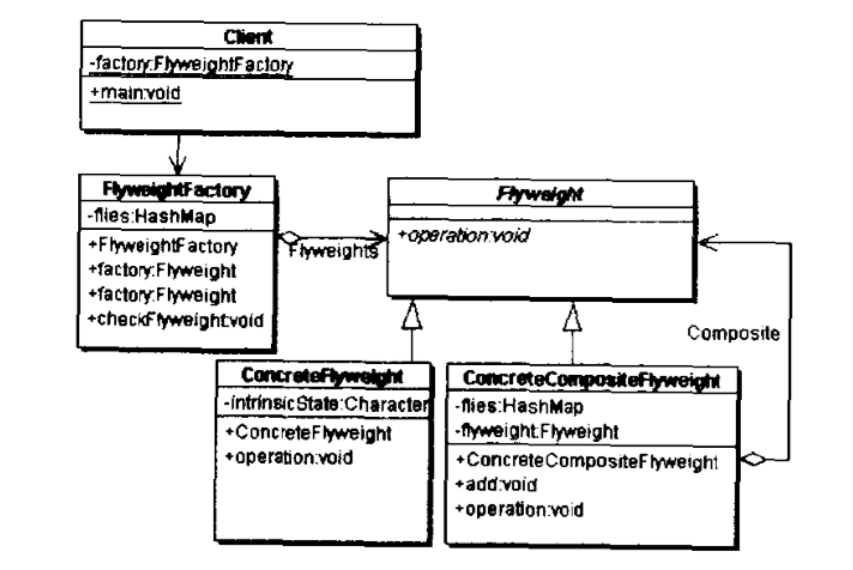 Client
-factory:FlyweightFactory
+main:void
FlyweightFactory
-flies:HashMap
+FlyweightFactory
+factory:Flyweight
+factory:Flyweight
+checkFlyweight:void
Flyweights
Flyweight
+operation:void
Composite
ConcreteFlyweight
-intrinsicState:Character
+ConcreteFlyweight
+operation:void
ConcreteCompositeFlyweight
-flies:HashMap
-flyweight:Flyweight
+ConcreteCompositeFlyweight
+add:void
+operation:void